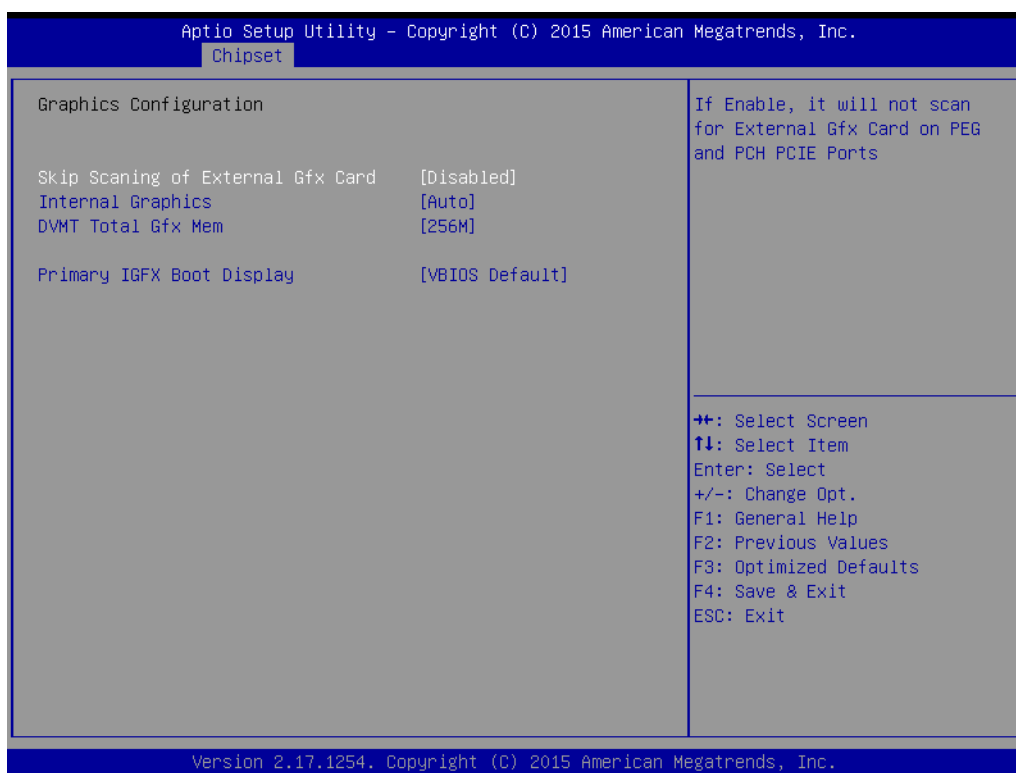 Aptio Setup Utility – Copyright (C) 2015 American Megatrends, Inc.
Chipset
Graphics Configuration
Skip Scaning of External Gfx Card [Disabled]
Internal Graphics [Auto]
DVMT Total Gfx Mem [256M]
Primary IGFX Boot Display [VBIOS Default]
If Enable, it will not scan
for External Gfx Card on PEG
and PCH PCIE Ports
→←: Select Screen
↑↓: Select Item
Enter: Select
+/-: Change Opt.
F1: General Help
F2: Previous Values
F3: Optimized Defaults
F4: Save & Exit
ESC: Exit
Version 2.17.1254. Copyright (C) 2015 American Megatrends, Inc.